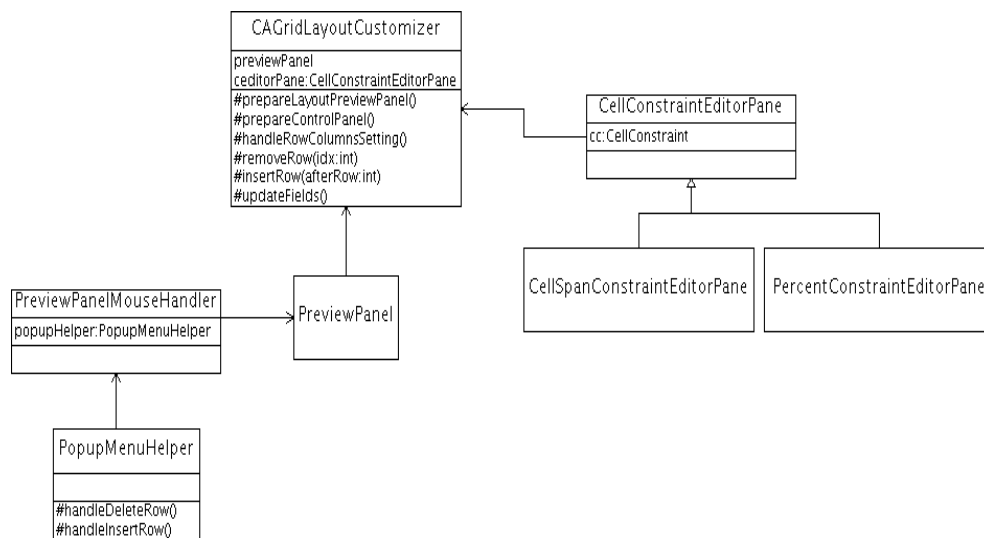 CAGridLayoutCustomizer
previewPanel
ceditorPane:CellConstraintEditorPane
#prepareLayoutPreviewPanel()
#prepareControlPanel()
#handleRowColumnsSetting()
#removeRow(idx:int)
#insertRow(afterRow:int)
#updateFields()
CellConstraintEditorPane
cc:CellConstraint
CellSpanConstraintEditorPane
PercentConstraintEditorPane
PreviewPanelMouseHandler
popupHelper:PopupMenuHelper
PreviewPanel
PopupMenuHelper
#handleDeleteRow()
#handleInsertRow()